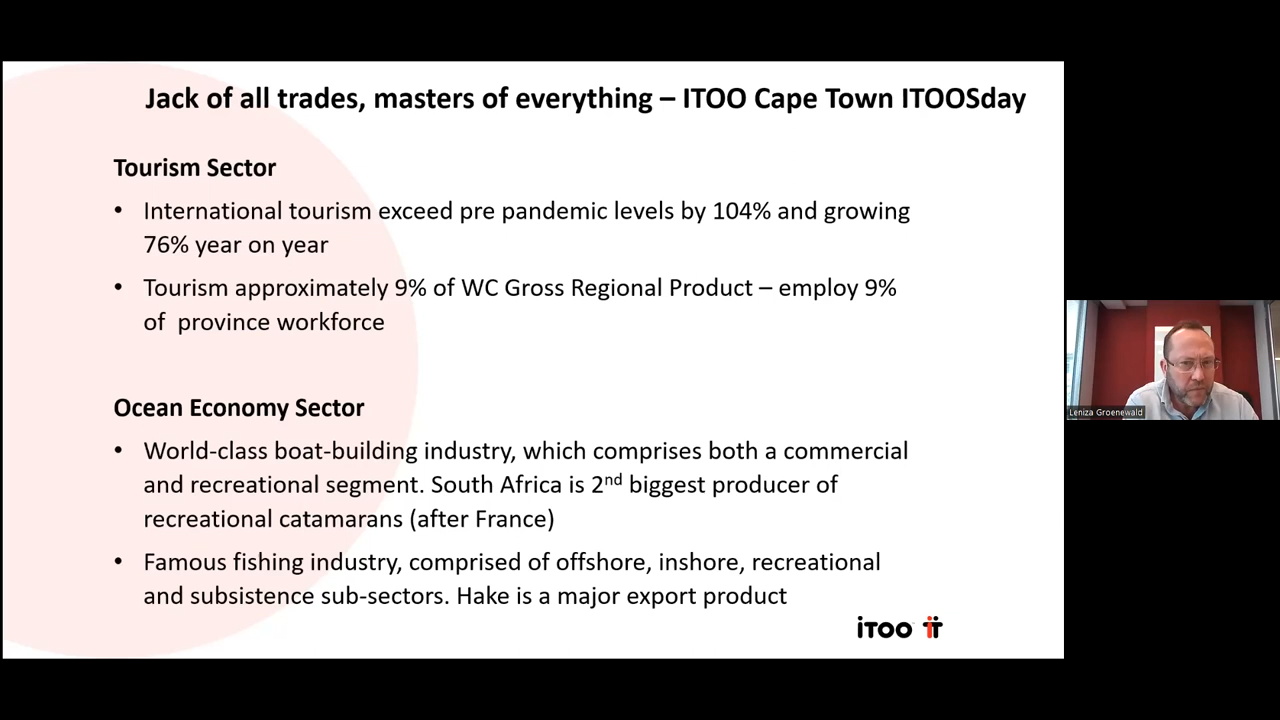 Jack of all trades, masters of everything – ITOO Cape Town ITOOSday
Tourism Sector
• International tourism exceed pre pandemic levels by 104% and growing
76% year on year
• Tourism approximately 9% of WC Gross Regional Product – employ 9%
of  province workforce
Ocean Economy Sector
• World-class boat-building industry, which comprises both a commercial
and recreational segment. South Africa is 2nd biggest producer of
recreational catamarans (after France)
• Famous fishing industry, comprised of offshore, inshore, recreational
and subsistence sub-sectors. Hake is a major export product
iTOO
Leniza Groenewald